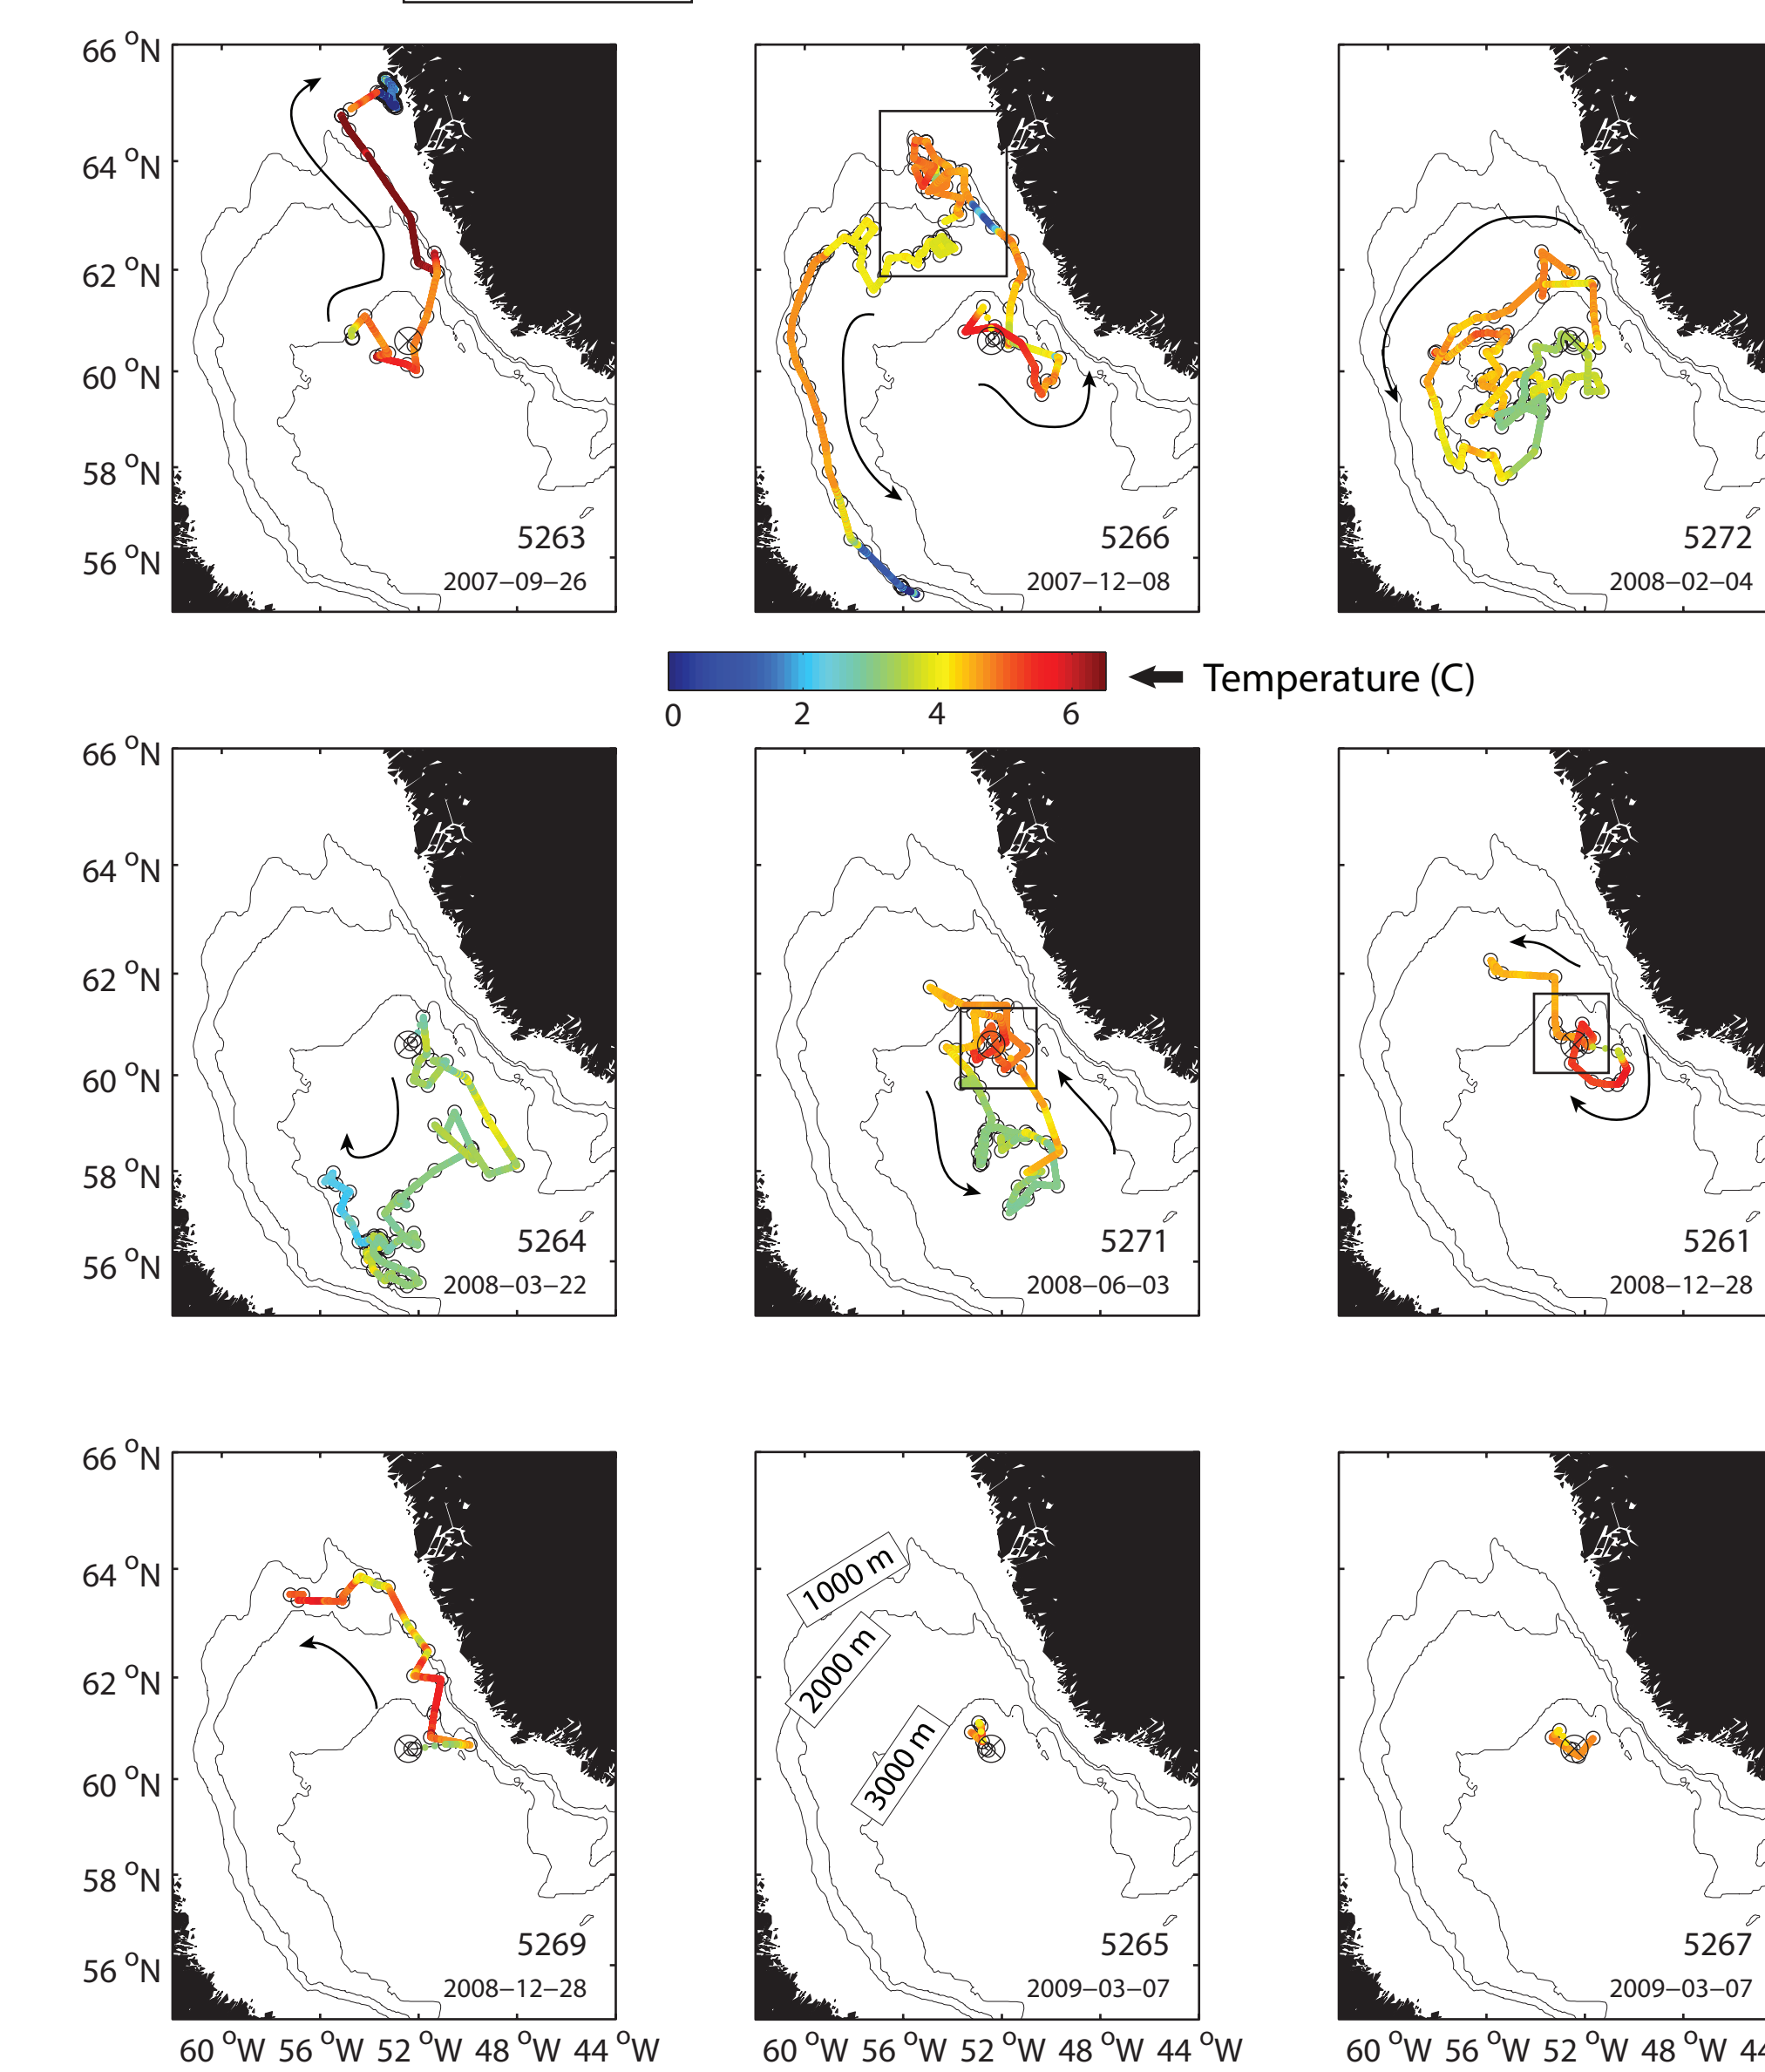 66 °N
64 °N
62 °N
60 °N
58 °N
56 °N
5263
2007−09−26
5266
2007−12−08
5272
2008−02−04
0 2 4 6
Temperature (C)
66 °N
64 °N
62 °N
60 °N
58 °N
56 °N
5264
2008−03−22
5271
2008−06−03
5261
2008−12−28
66 °N
64 °N
62 °N
60 °N
58 °N
56 °N
5269
2008−12−28
1000 m
2000 m
3000 m
5265
2009−03−07
5267
2009−03−07
60 °W 56 °W 52 °W 48 °W 44 °W
60 °W 56 °W 52 °W 48 °W 44 °W
60 °W 56 °W 52 °W 48 °W 44